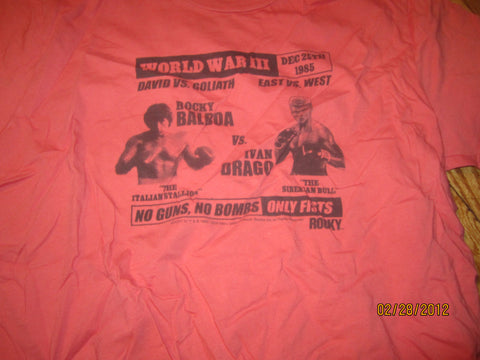 WORLD WAR III
DEC 25TH
1985
DAVID VS. GOLIATH EAST VS. WEST
ROCKY
BALBOA
VS.
IVAN
DRAGO
"THE
ITALIAN STALLION"
"THE
SIBERIAN BULL"
NO GUNS, NO BOMBS ONLY FISTS
ROCKY
02/28/2012